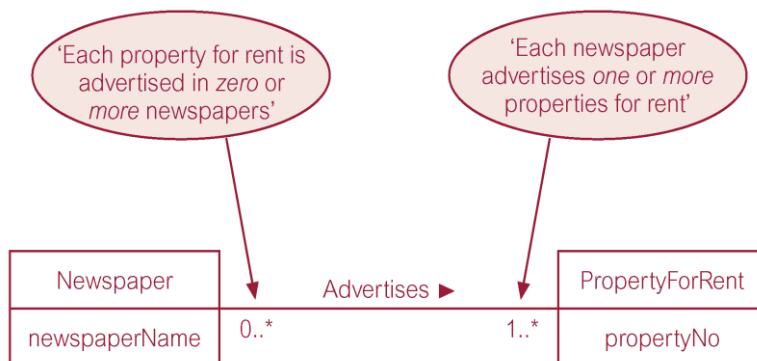 ‘Each property for rent is
advertised in zero or
more newspapers’
‘Each newspaper
advertises one or more
properties for rent’
Newspaper
Advertises ►
PropertyForRent
newspaperName
0..*
1..*
propertyNo